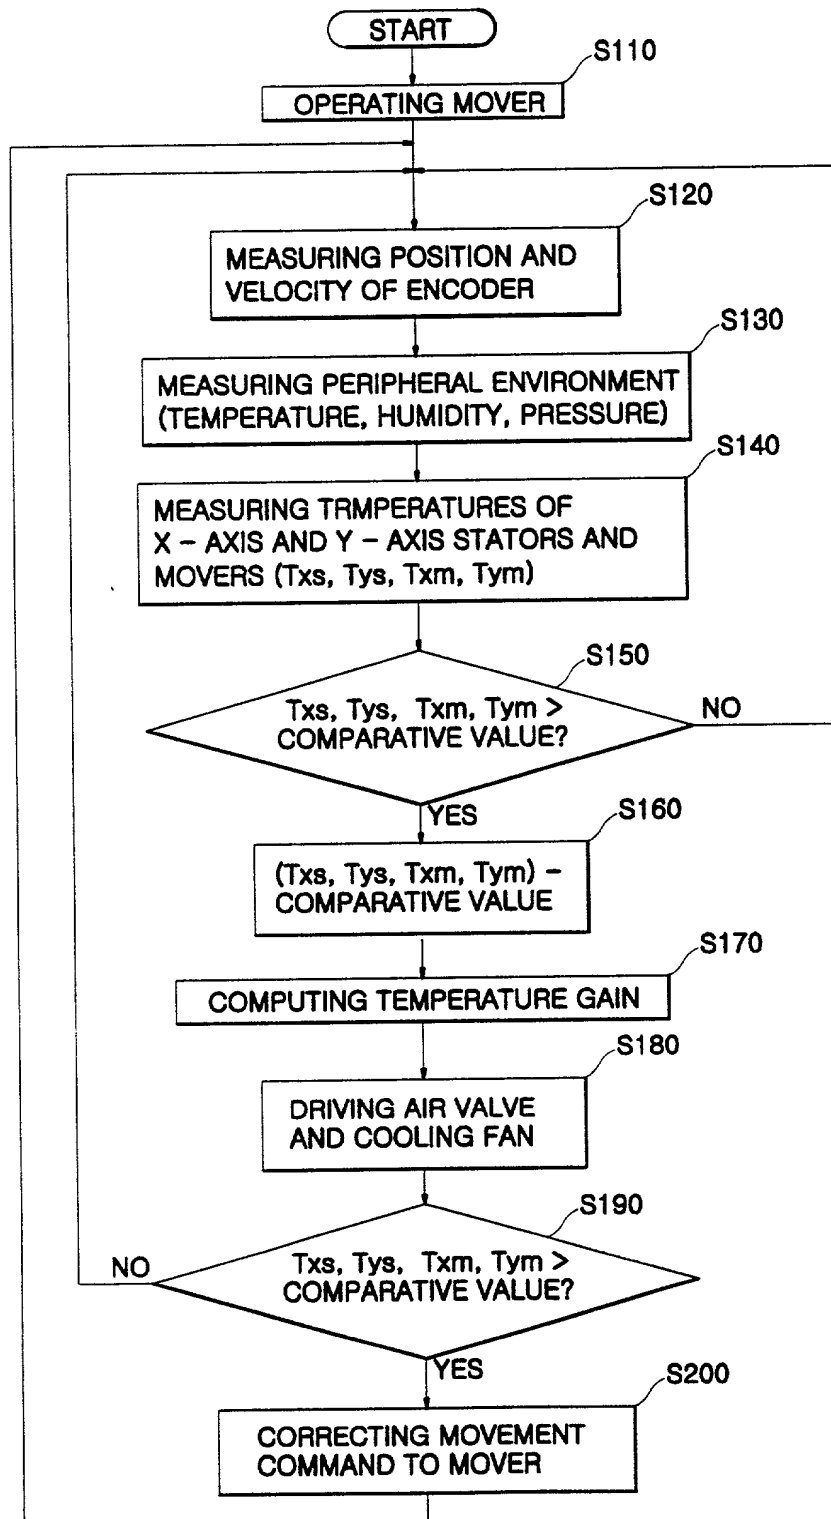 START
S110
OPERATING MOVER
S120
MEASURING POSITION AND
VELOCITY OF ENCODER
S130
MEASURING PERIPHERAL ENVIRONMENT
(TEMPERATURE, HUMIDITY, PRESSURE)
S140
MEASURING TRMPERATURES OF
X – AXIS AND Y – AXIS STATORS AND
MOVERS (Txs, Tys, Txm, Tym)
S150
Txs, Tys, Txm, Tym >
COMPARATIVE VALUE?
NO
YES
S160
(Txs, Tys, Txm, Tym) –
COMPARATIVE VALUE
S170
COMPUTING TEMPERATURE GAIN
S180
DRIVING AIR VALVE
AND COOLING FAN
S190
Txs, Tys, Txm, Tym >
COMPARATIVE VALUE?
NO
YES
S200
CORRECTING MOVEMENT
COMMAND TO MOVER